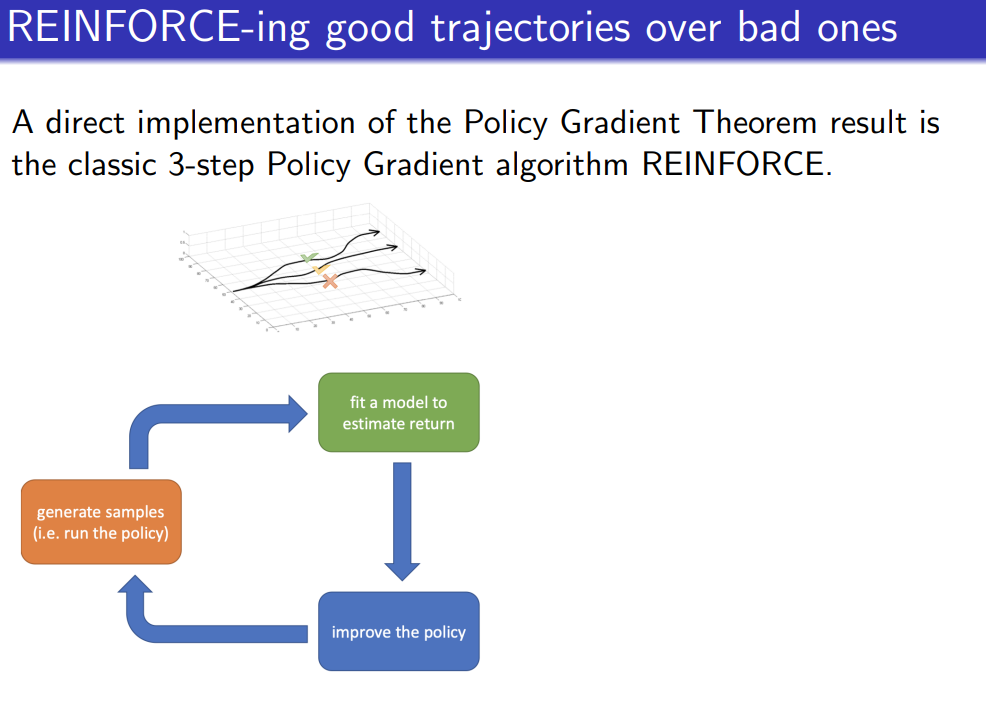 REINFORCE-ing good trajectories over bad ones
A direct implementation of the Policy Gradient Theorem result is
the classic 3-step Policy Gradient algorithm REINFORCE.
fit a model to
estimate return
generate samples
(i.e. run the policy)
improve the policy